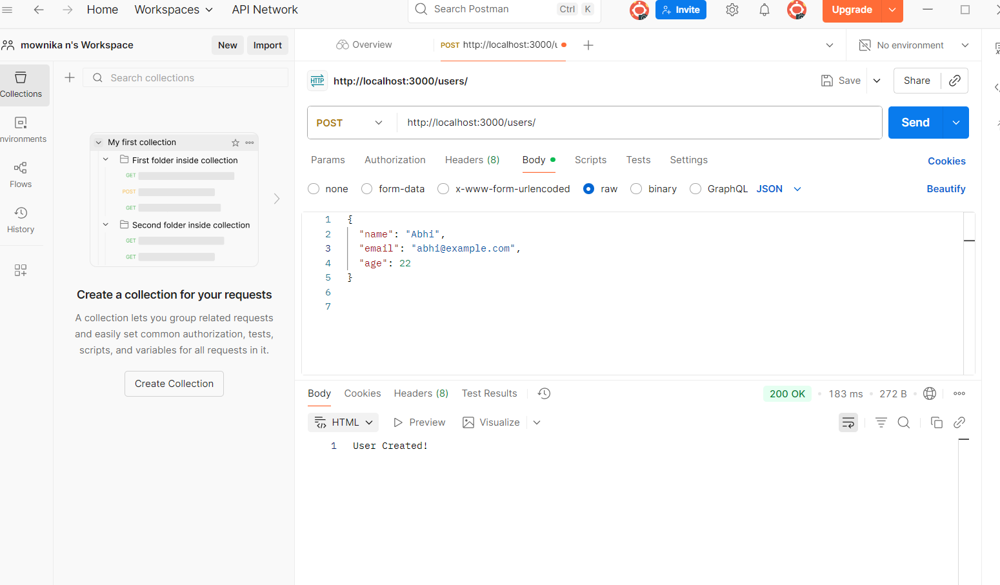 Home
Workspaces
API Network
Search Postman
Ctrl K
Invite
Upgrade
mownika n's Workspace
New
Import
Overview
POST http://localhost:3000/u
No environment
Collections
Search collections
HTTP http://localhost:3000/users/
Save
Share
nvironments
Flows
History
My first collection
First folder inside collection
GET
POST
GET
Second folder inside collection
GET
GET
Create a collection for your requests
A collection lets you group related requests
and easily set common authorization, tests,
scripts, and variables for all requests in it.
Create Collection
POST
http://localhost:3000/users/
Send
Params
Authorization
Headers (8)
Body
Scripts
Tests
Settings
Cookies
none
form-data
x-www-form-urlencoded
raw
binary
GraphQL
JSON
Beautify
1 {
2 "name": "Abhi",
3 "email": "abhi@example.com",
4 "age": 22
5 }
6
7
Body
Cookies
Headers (8)
Test Results
200 OK
183 ms
272 B
HTML
Preview
Visualize
1 User Created!